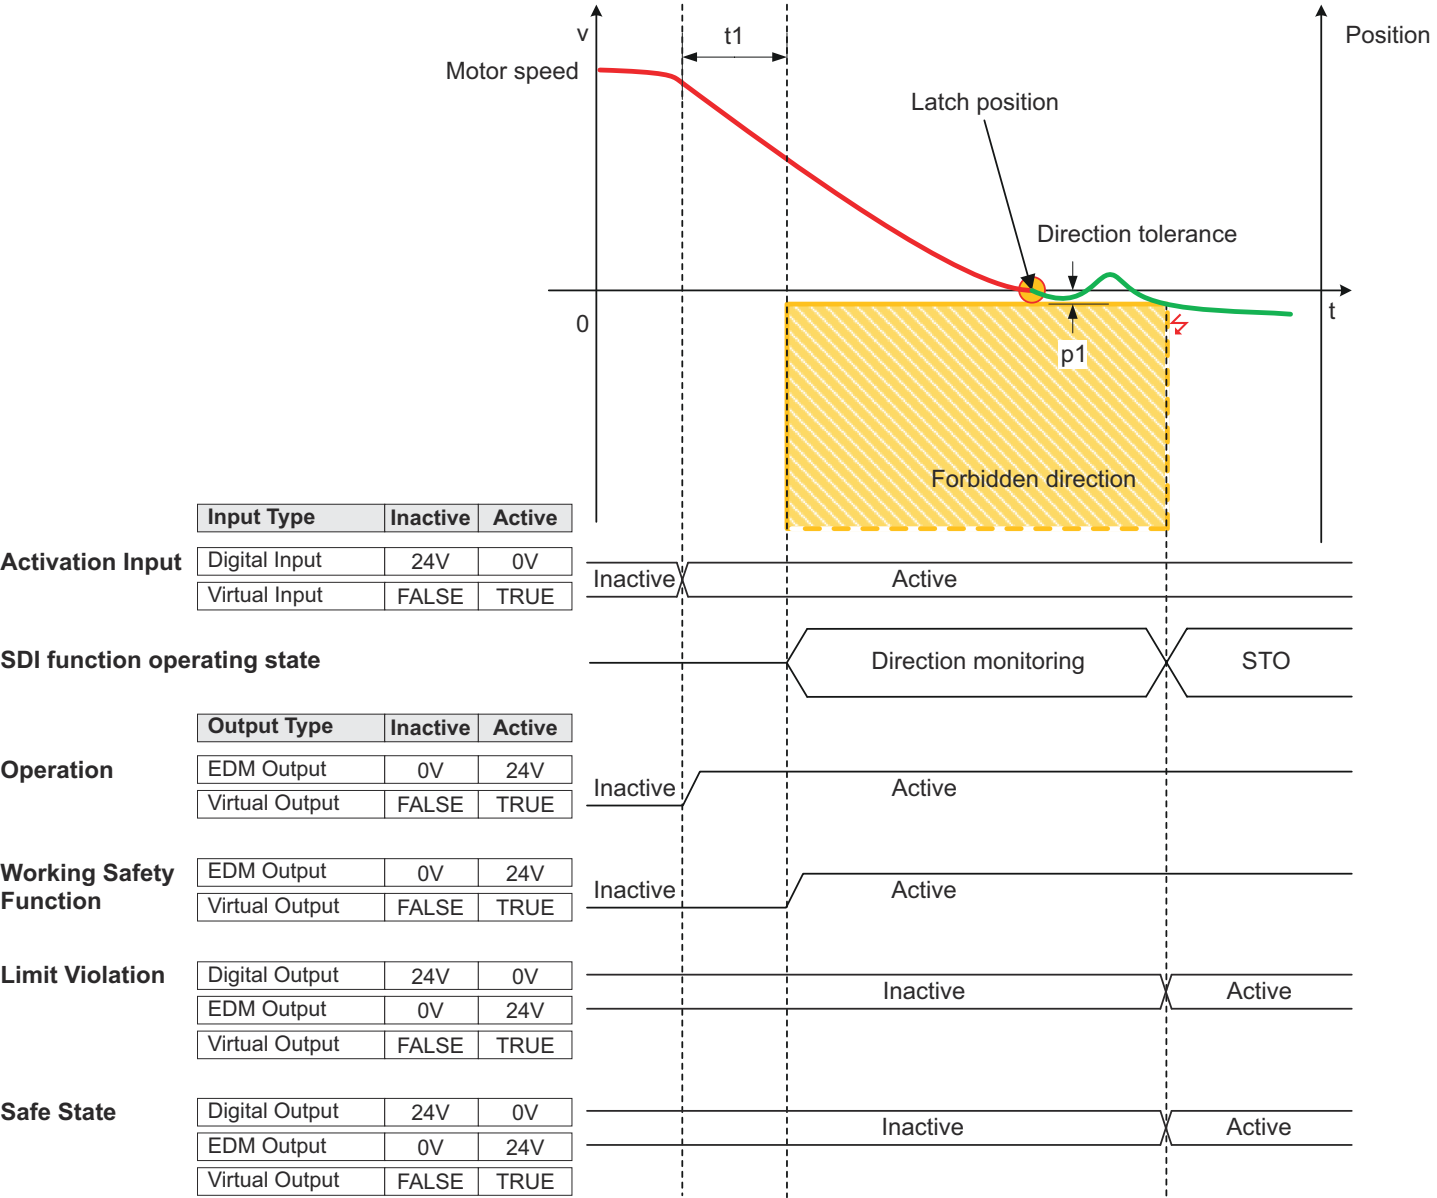 v
t1
Position
Motor speed
Latch position
Direction tolerance
0
t
p1
Forbidden direction
Input Type Inactive Active
Activation Input Digital Input 24V 0V Inactive Active
Virtual Input FALSE TRUE
SDI function operating state Direction monitoring STO
Output Type Inactive Active
Operation EDM Output 0V 24V Inactive Active
Virtual Output FALSE TRUE
Working Safety Function EDM Output 0V 24V Inactive Active
Virtual Output FALSE TRUE
Limit Violation Digital Output 24V 0V Inactive Active
EDM Output 0V 24V
Virtual Output FALSE TRUE
Safe State Digital Output 24V 0V Inactive Active
EDM Output 0V 24V
Virtual Output FALSE TRUE